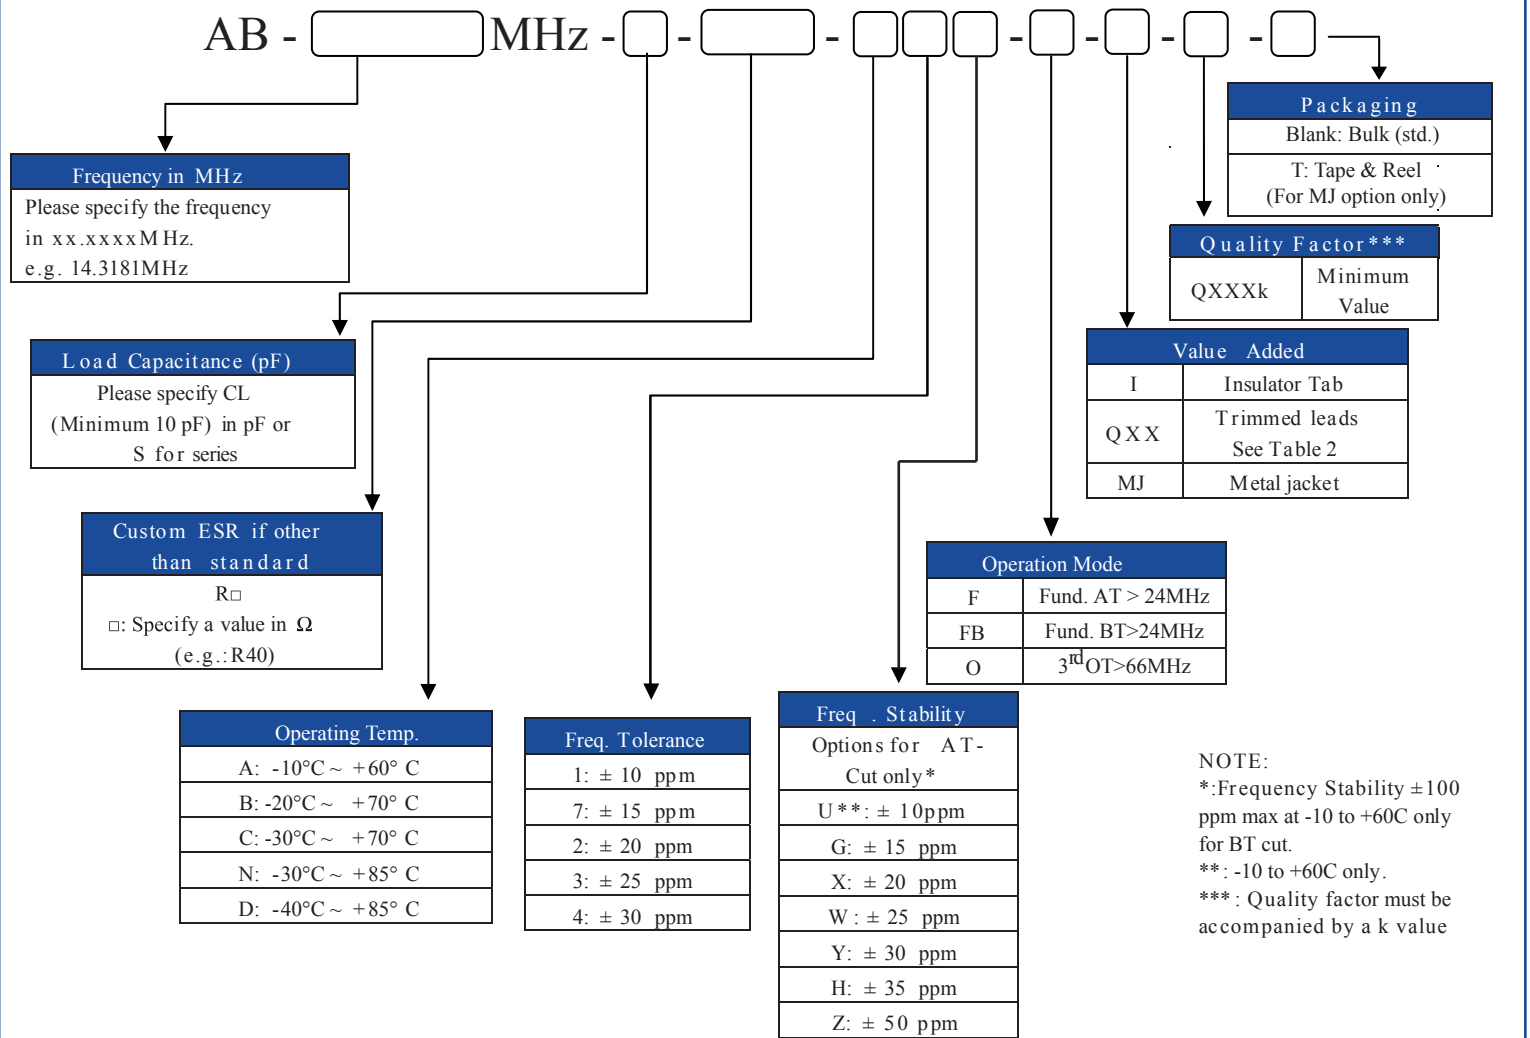 AB - MHz - - - - - - -
Packaging
Blank: Bulk (std.)
T: Tape & Reel
(For MJ option only)
Frequency in MHz
Please specify the frequency
in xx.xxxxMHz.
e.g. 14.3181MHz
Quality Factor***
QXXXk
Minimum
Value
Load Capacitance (pF)
Please specify CL
(Minimum 10 pF) in pF or
S for series
Value Added
I
Insulator Tab
QXX
Trimmed leads
See Table 2
MJ
Metal jacket
Custom ESR if other
than standard
R□
□: Specify a value in Ω
(e.g.:R40)
Operation Mode
F
Fund. AT > 24MHz
FB
Fund. BT>24MHz
O
3rdOT>66MHz
Operating Temp.
A: -10°C ~ +60° C
B: -20°C ~ +70° C
C: -30°C ~ +70° C
N: -30°C ~ +85° C
D: -40°C ~ +85° C
Freq. Tolerance
1: ± 10 ppm
7: ± 15 ppm
2: ± 20 ppm
3: ± 25 ppm
4: ± 30 ppm
Freq . Stability
Options for AT-
Cut only*
U**: ± 10ppm
G: ± 15 ppm
X: ± 20 ppm
W : ± 25 ppm
Y: ± 30 ppm
H: ± 35 ppm
Z: ± 50 ppm
NOTE:
*:Frequency Stability ±100
ppm max at -10 to +60C only
for BT cut.
**: -10 to +60C only.
***: Quality factor must be
accompanied by a k value